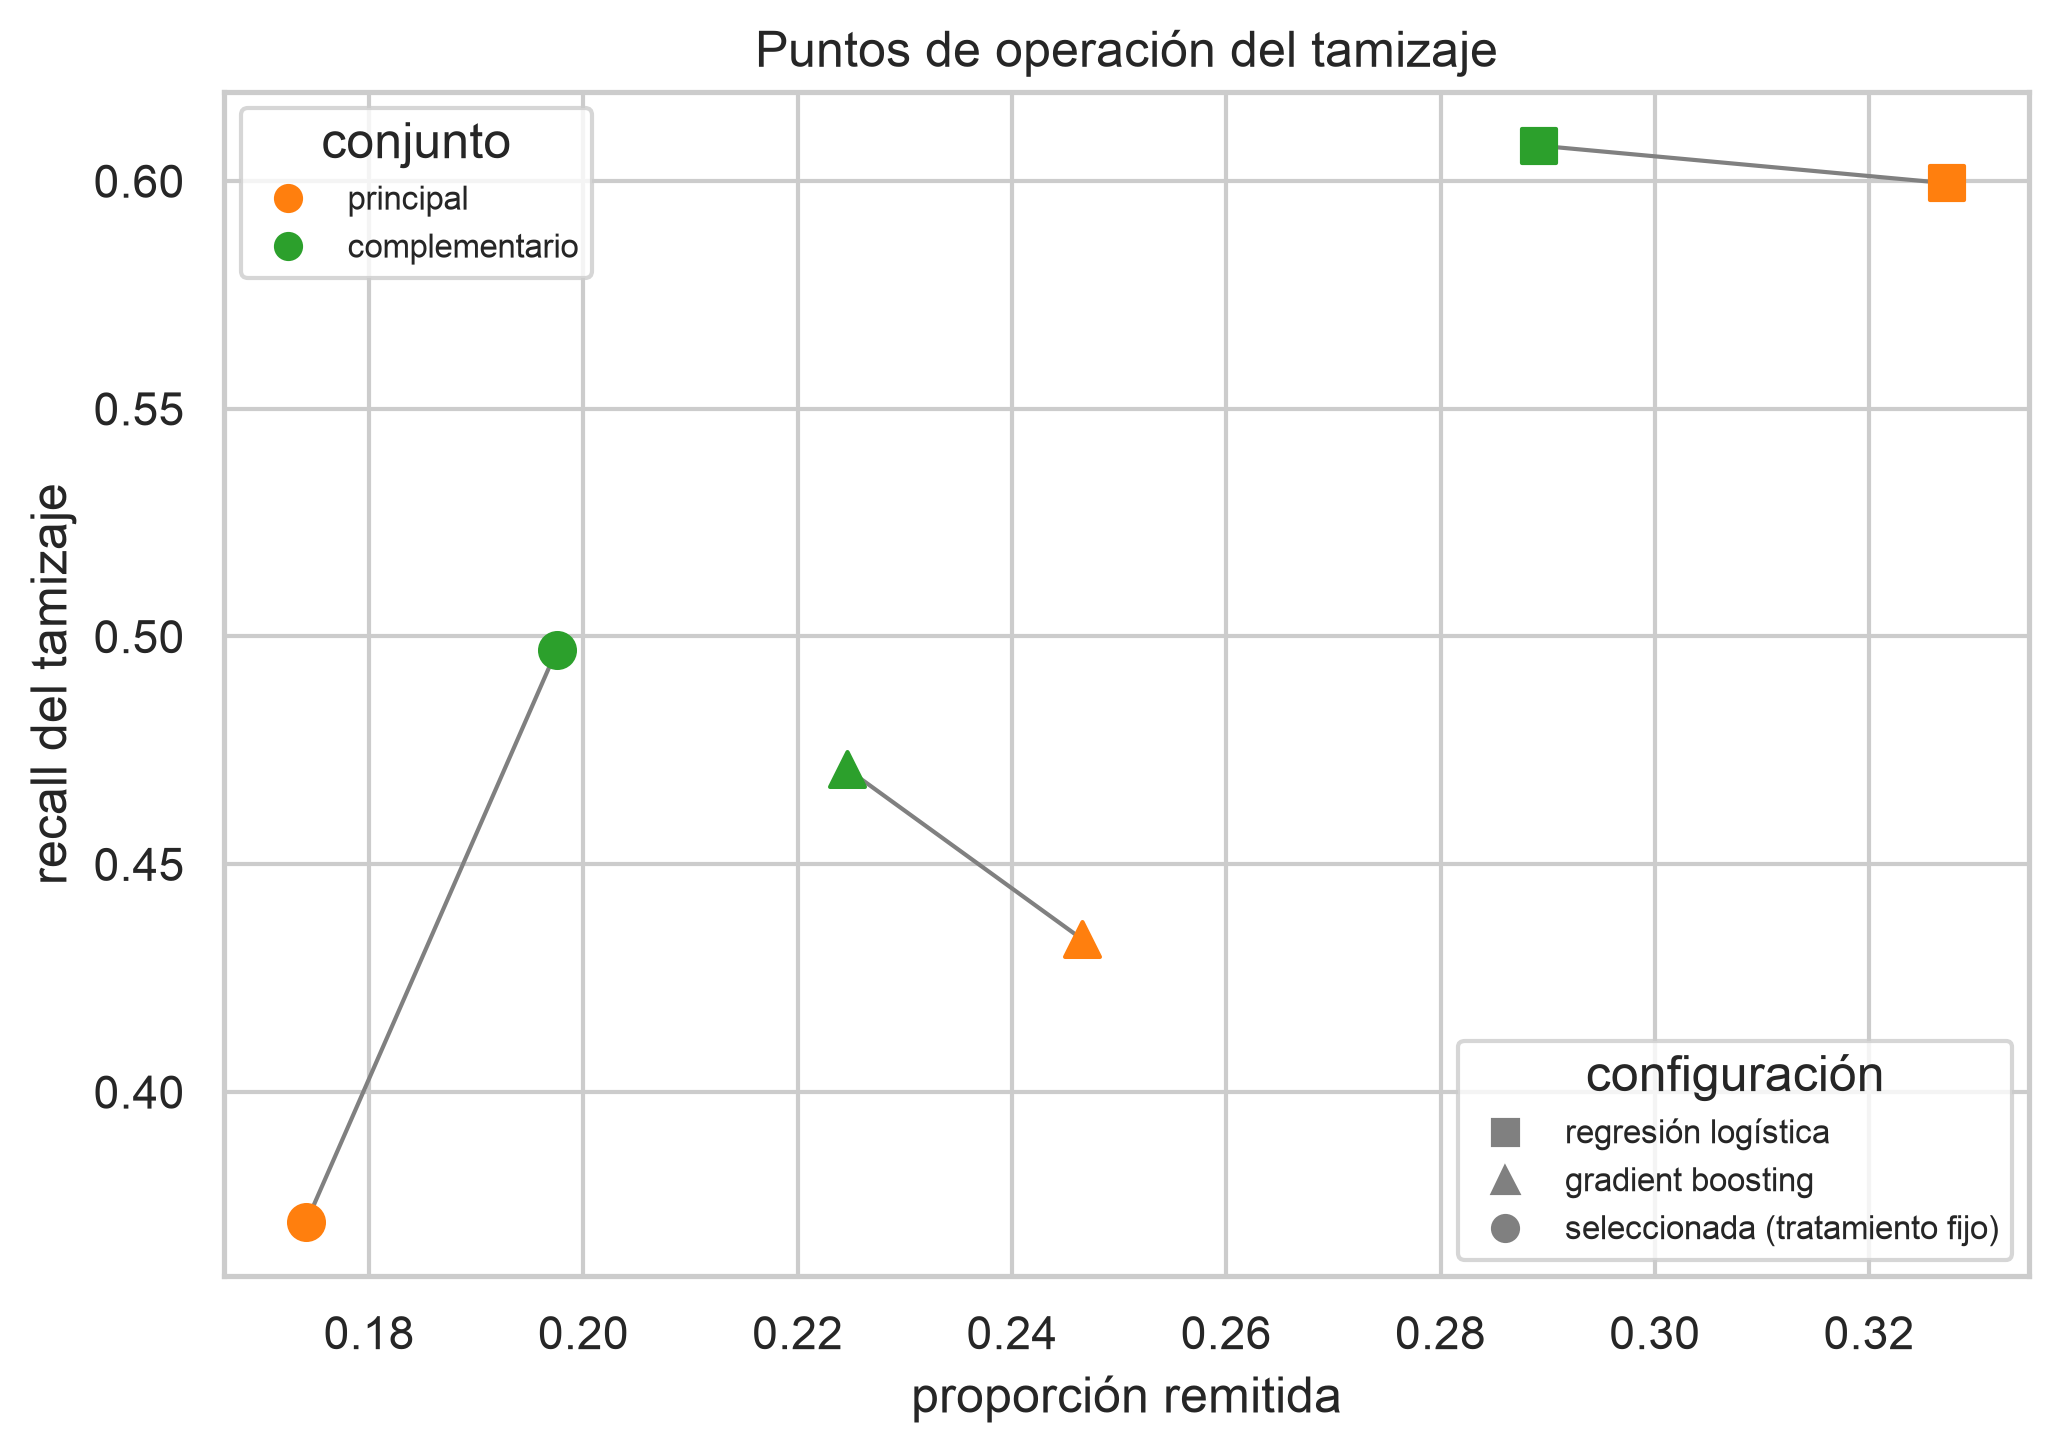 Puntos de operación del tamizaje
conjunto
principal
complementario
0.60
0.55
0.50
0.45
0.40
recall del tamizaje
configuración
regresión logística
gradient boosting
seleccionada (tratamiento fijo)
0.18 0.20 0.22 0.24 0.26 0.28 0.30 0.32
proporción remitida